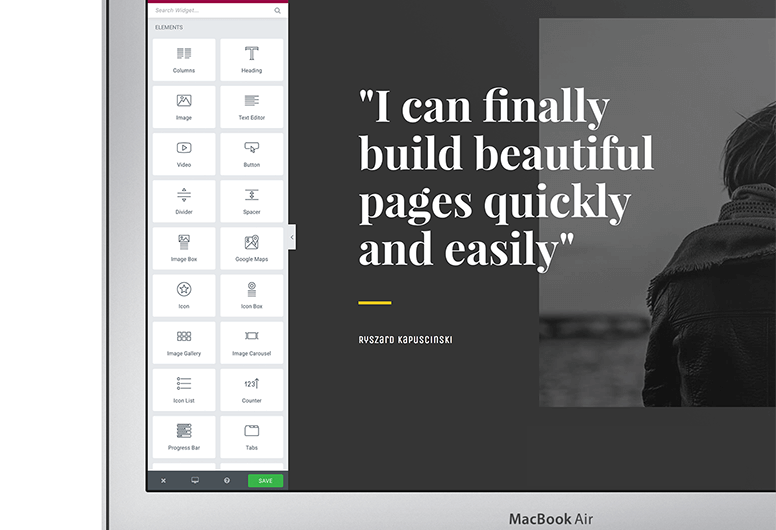 Search Widget...
ELEMENTS
Columns
Heading
Image
Text Editor
Video
Button
Divider
Spacer
Image Box
Google Maps
Icon
Icon Box
Image Gallery
Image Carousel
Icon List
123
Counter
Progress Bar
Tabs
SAVE
"I can finally
build beautiful
pages quickly
and easily"
Ryszard Kapuscinski
MacBook Air